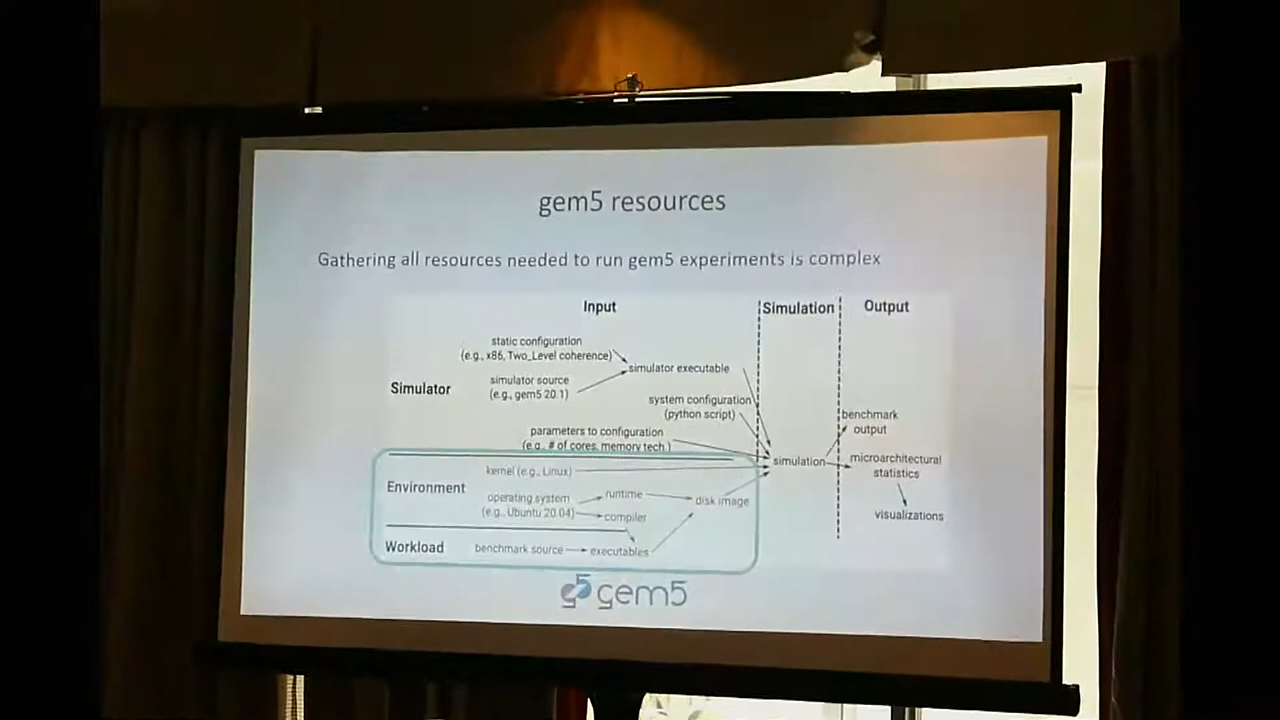 gem5 resources
Gathering all resources needed to run gem5 experiments is complex
Input
Simulation
Output
static configuration
(e.g., x86, Two_Level coherence)
simulator executable
Simulator
simulator source
(e.g., gem5 20.1)
system configuration
(python script)
parameters to configuration
(e.g., # of cores, memory tech.)
benchmark
output
simulation
microarchitectural
statistics
visualizations
kernel (e.g., Linux)
Environment
operating system
(e.g., Ubuntu 20.04)
runtime
compiler
disk image
Workload
benchmark source
executables
g5 gem5